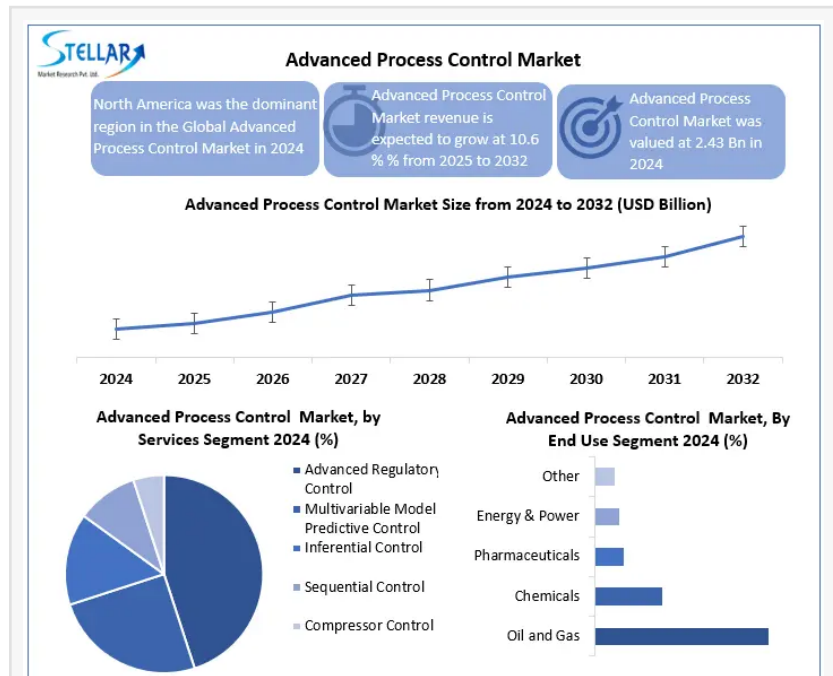 STELLAR
Market Research Pvt. Ltd.
Advanced Process Control Market
North America was the dominant
region in the Global Advanced
Process Control Market in 2024
Advanced Process Control
Market revenue is
expected to grow at 10.6
% % from 2025 to 2032
Advanced Process
Control Market was
valued at 2.43 Bn in
2024
Advanced Process Control Market Size from 2024 to 2032 (USD Billion)
2024 2025 2026 2027 2028 2029 2030 2031 2032
Advanced Process Control Market, by
Services Segment 2024 (%)
Advanced Regulatory
Control
Multivariable Model
Predictive Control
Inferential Control
Sequential Control
Compressor Control
Advanced Process Control Market, By
End Use Segment 2024 (%)
Other
Energy & Power
Pharmaceuticals
Chemicals
Oil and Gas